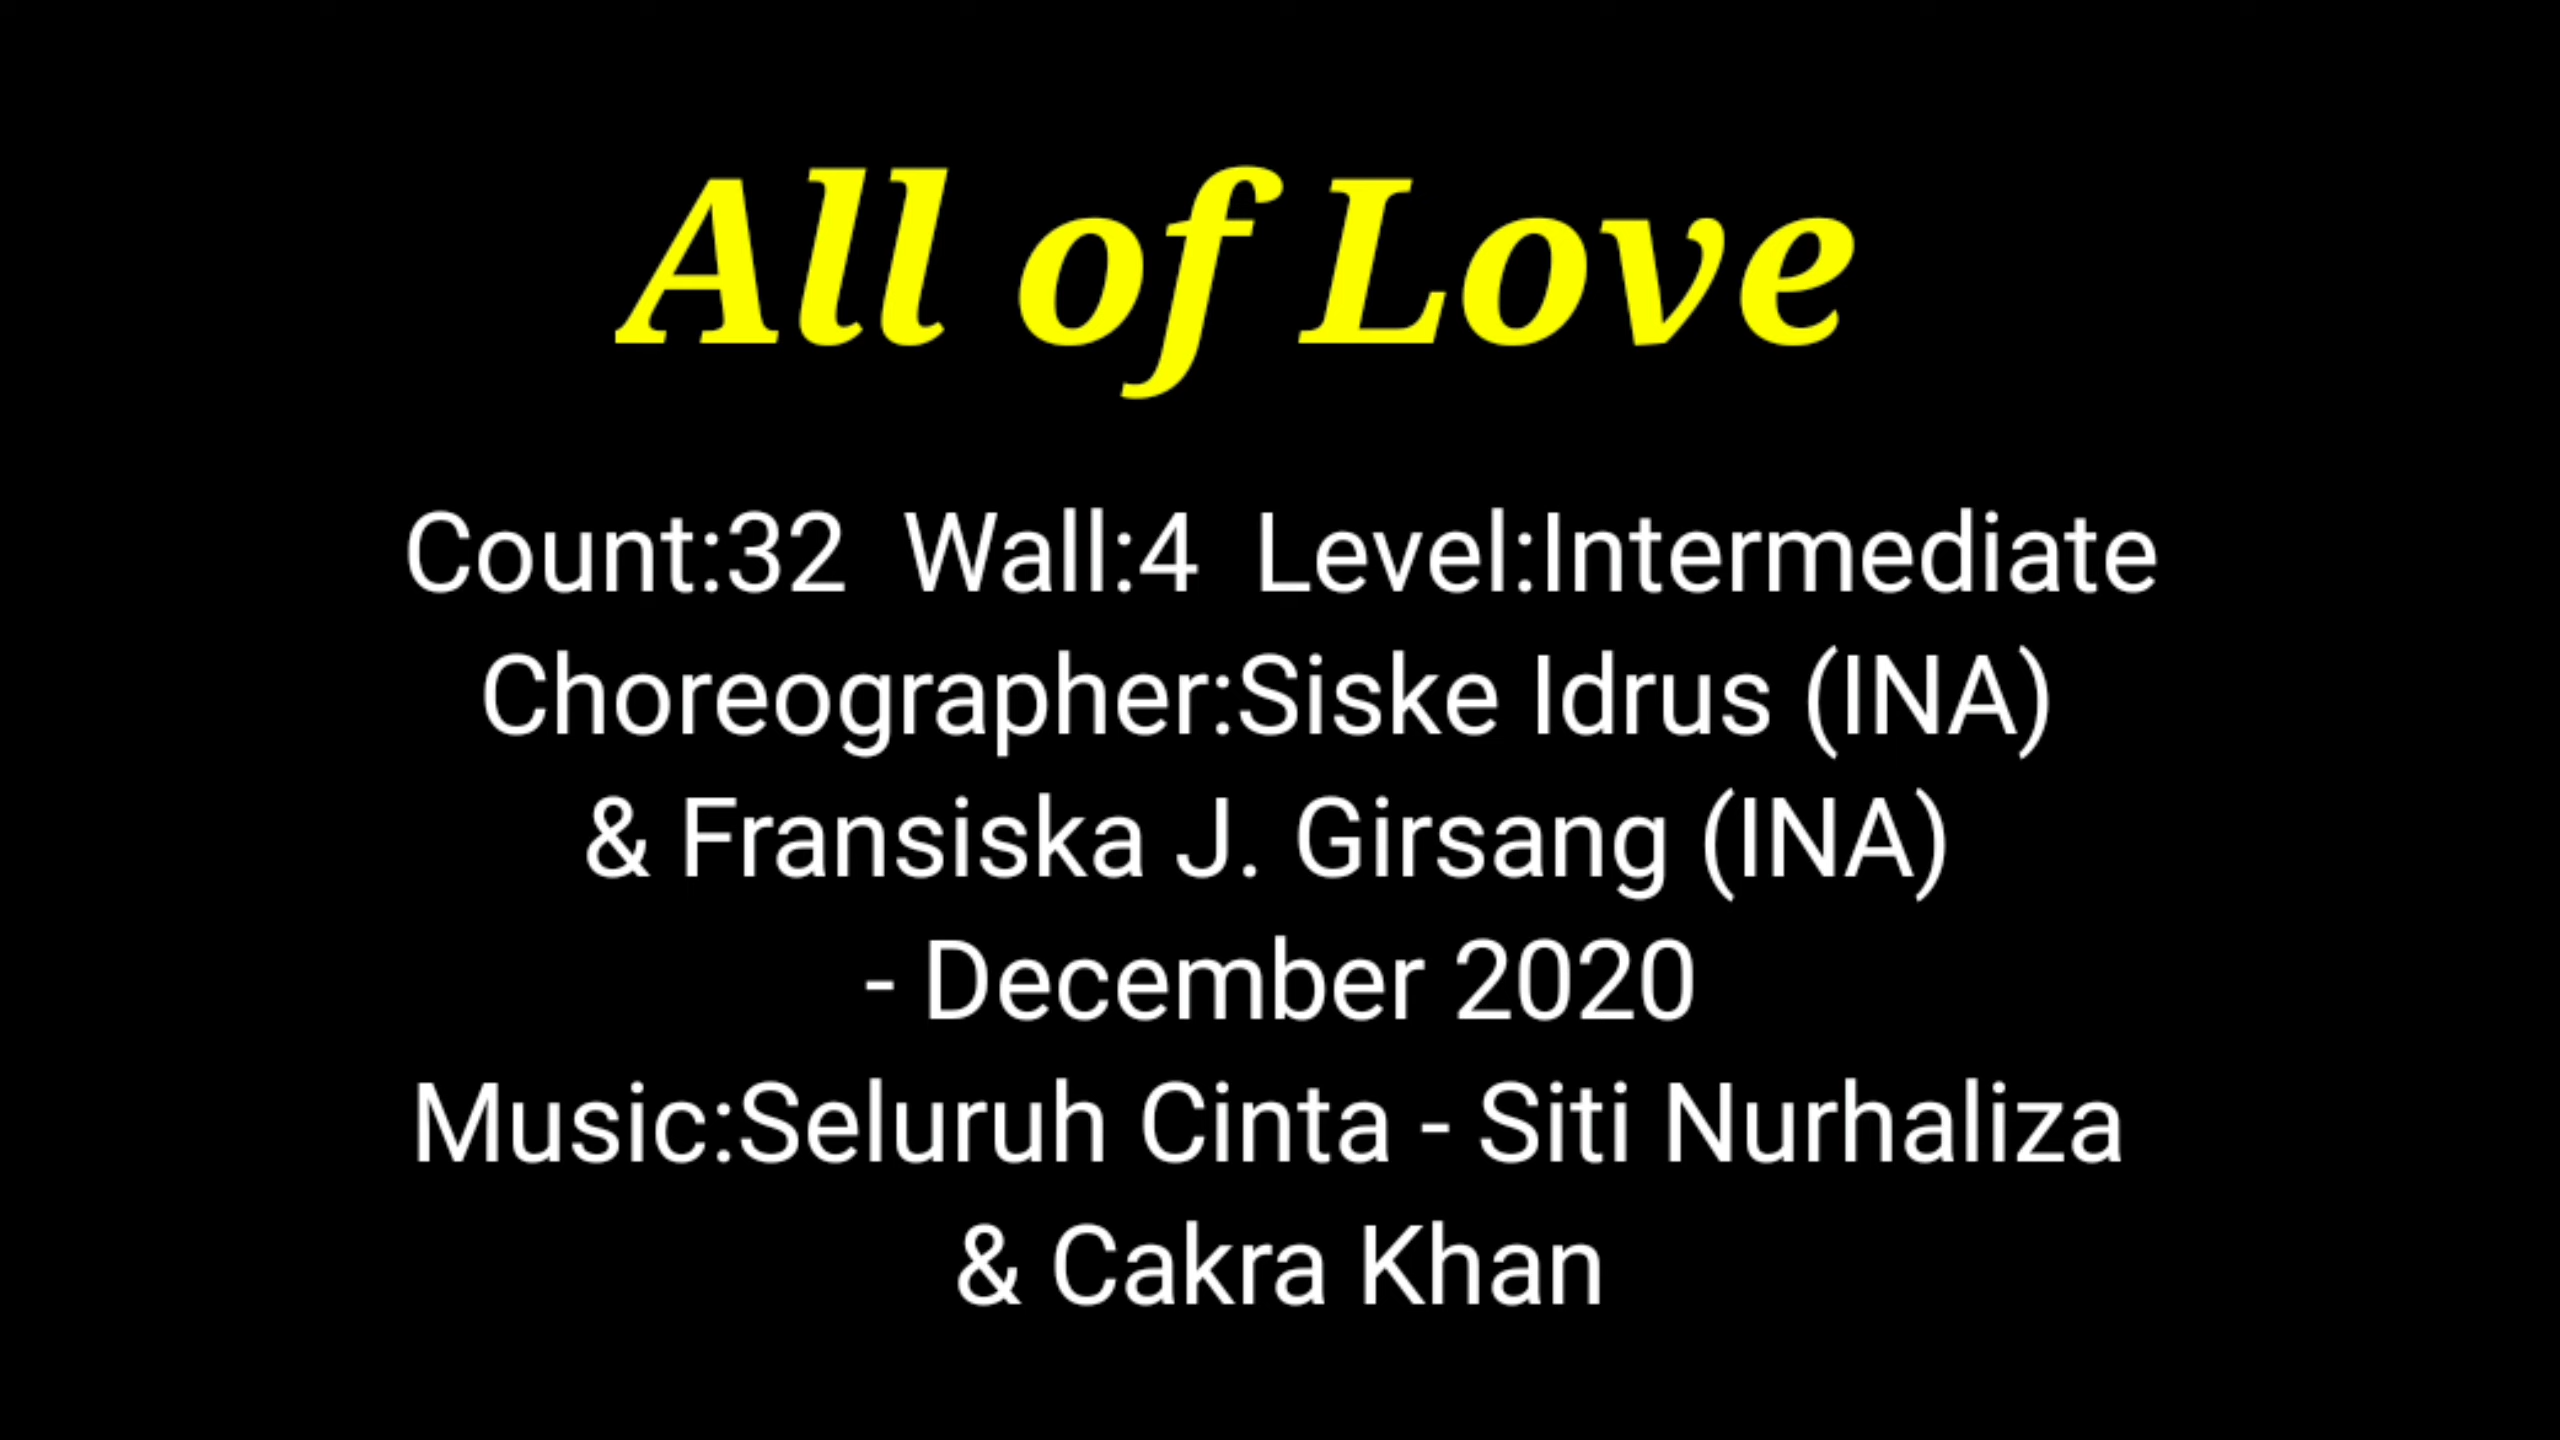 All of Love
Count:32  Wall:4  Level:Intermediate
Choreographer:Siske Idrus (INA)
& Fransiska J. Girsang (INA)
- December 2020
Music:Seluruh Cinta - Siti Nurhaliza
& Cakra Khan